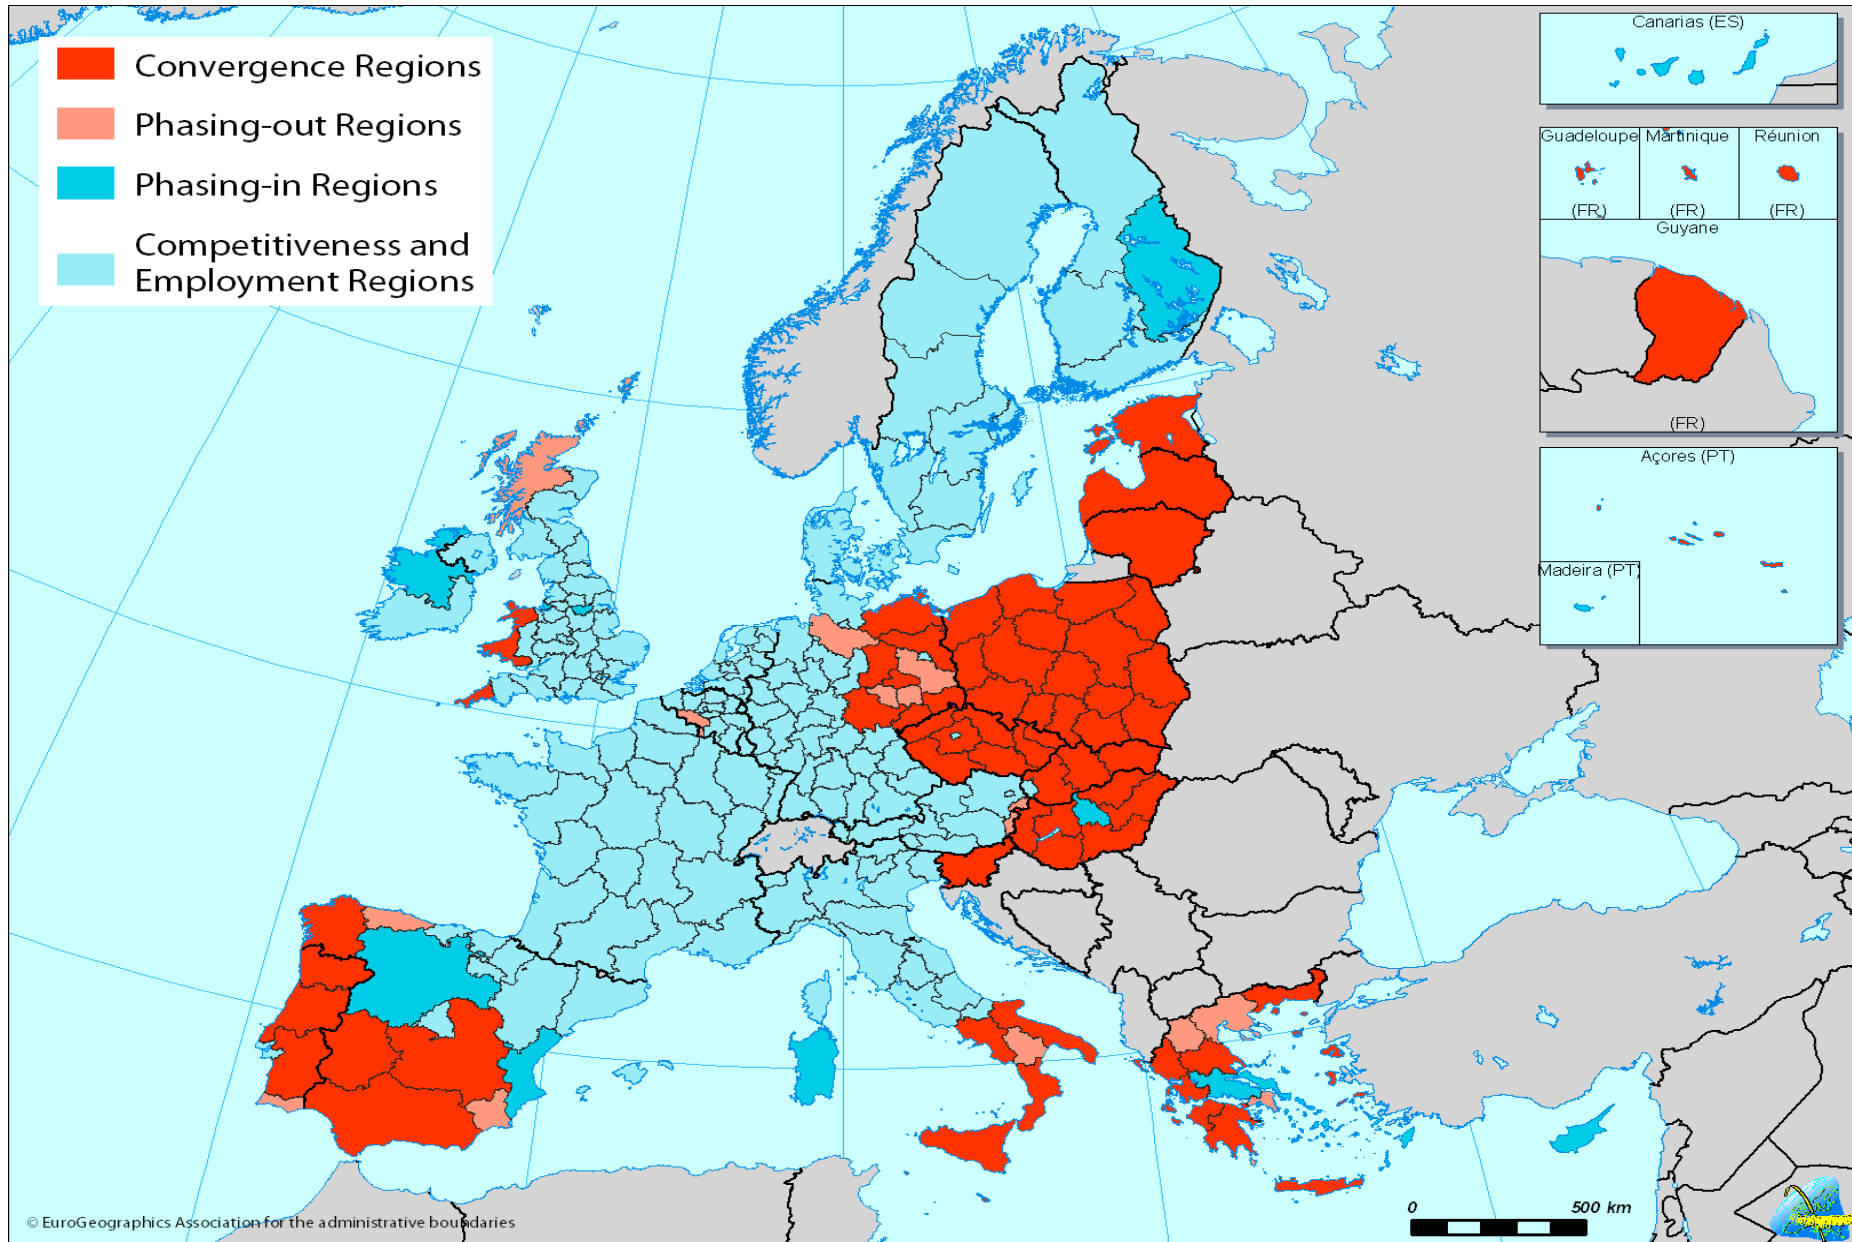 Convergence Regions
Phasing-out Regions
Phasing-in Regions
Competitiveness and
Employment Regions
Canarias (ES)
Guadeloupe
Martinique
Réunion
(FR)
(FR)
(FR)
Guyane
(FR)
Açores (PT)
Madeira (PT)
0
500 km
© EuroGeographics Association for the administrative boundaries